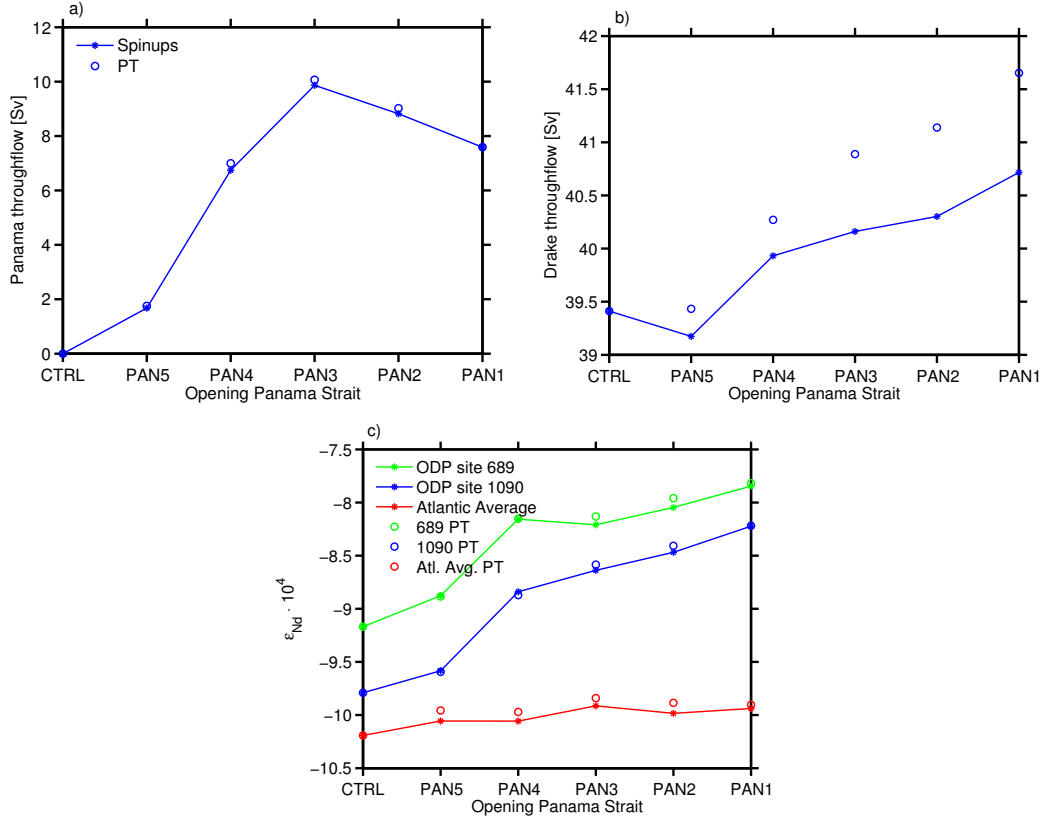 a)
12
10
8
6
4
2
0
Panama throughflow [Sv]
Spinups
PT
CTRL PAN5 PAN4 PAN3 PAN2 PAN1
Opening Panama Strait
b)
42
41.5
41
40.5
40
39.5
39
Drake throughflow [Sv]
CTRL PAN5 PAN4 PAN3 PAN2 PAN1
Opening Panama Strait
c)
−7.5
−8
−8.5
−9
−9.5
−10
−10.5
ε_Nd · 10^4
ODP site 689
ODP site 1090
Atlantic Average
689 PT
1090 PT
Atl. Avg. PT
CTRL PAN5 PAN4 PAN3 PAN2 PAN1
Opening Panama Strait